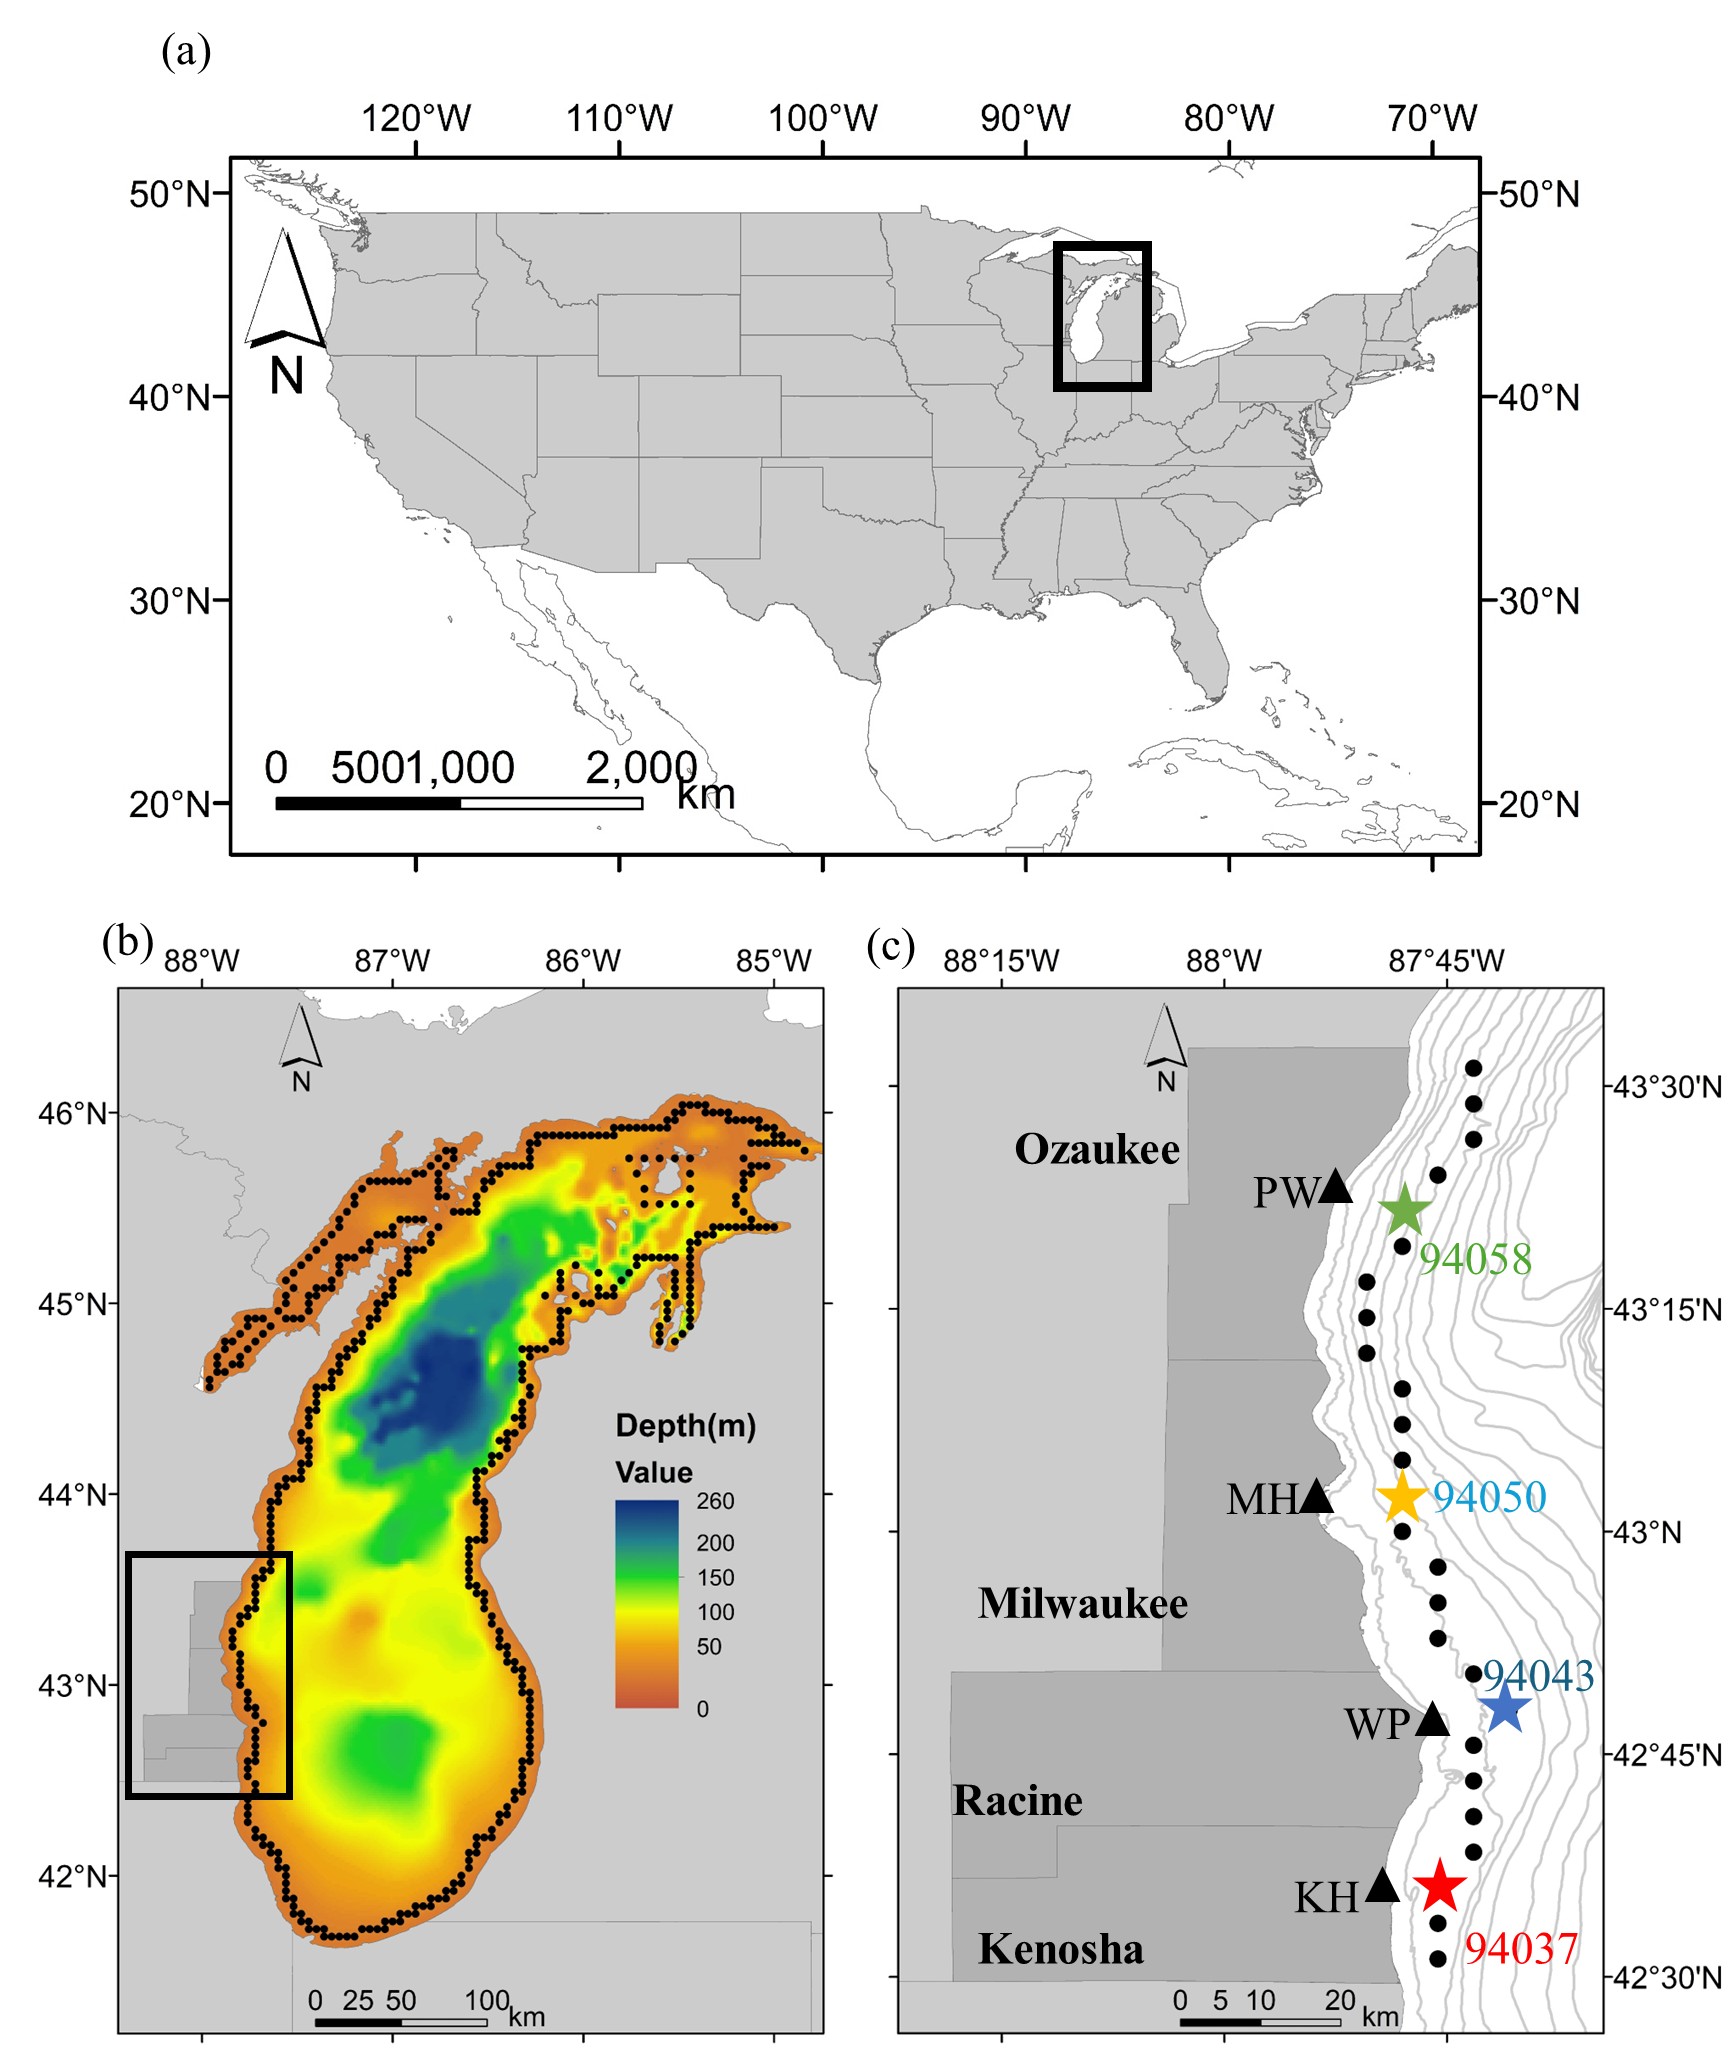 (a)
120°W 110°W 100°W 90°W 80°W 70°W
50°N 50°N
N
40°N 40°N
30°N 30°N
0 5001,000 2,000 km
20°N 20°N
(b)
88°W 87°W 86°W 85°W
N
46°N
45°N
44°N
43°N
42°N
Depth(m)
Value
260
200
150
100
50
0
0 25 50 100 km
(c)
88°15'W 88°W 87°45'W
N
43°30'N
Ozaukee
PW
94058
43°15'N
MH 94050
43°N
Milwaukee
94043
WP
42°45'N
Racine
KH
Kenosha 94037
42°30'N
0 5 10 20 km